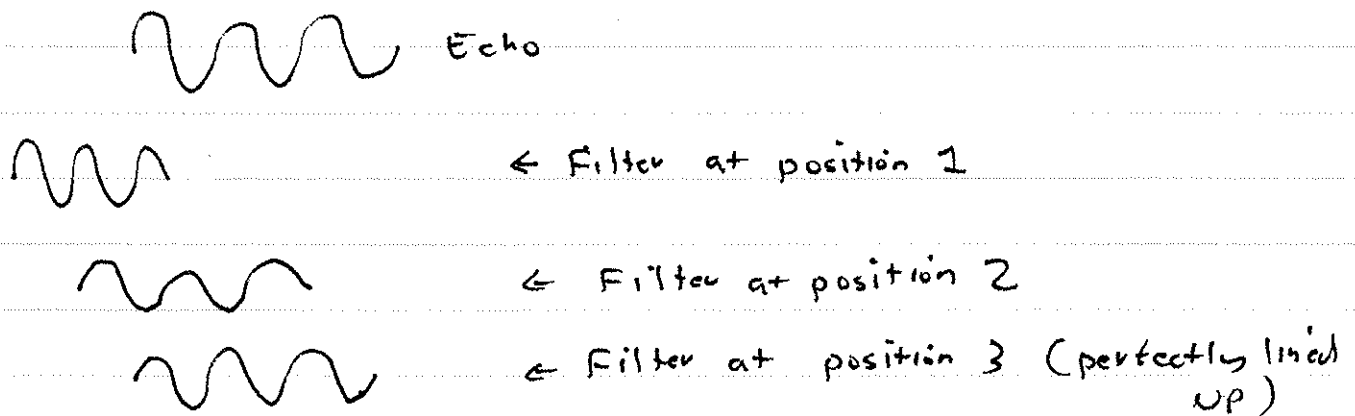 Echo
← Filter at position 1
← Filter at position 2
← Filter at position 3 (perfectly lined
up)